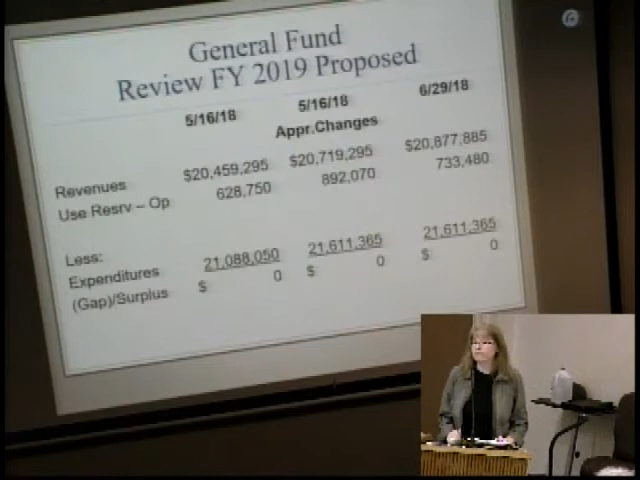 General Fund
Review FY 2019 Proposed
5/16/18 5/16/18 6/29/18
Appr.Changes
Revenues $20,459,295 $20,719,295 $20,877,885
Use Resrv – Op 628,750 892,070 733,480
Less:
Expenditures 21,088,050 21,611,365 21,611,365
(Gap)/Surplus $ 0 $ 0 $ 0